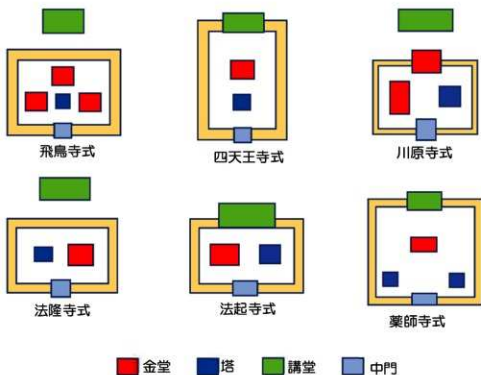 飛鳥寺式
四天王寺式
川原寺式
法隆寺式
法起寺式
薬師寺式
金堂 塔 講堂 中門